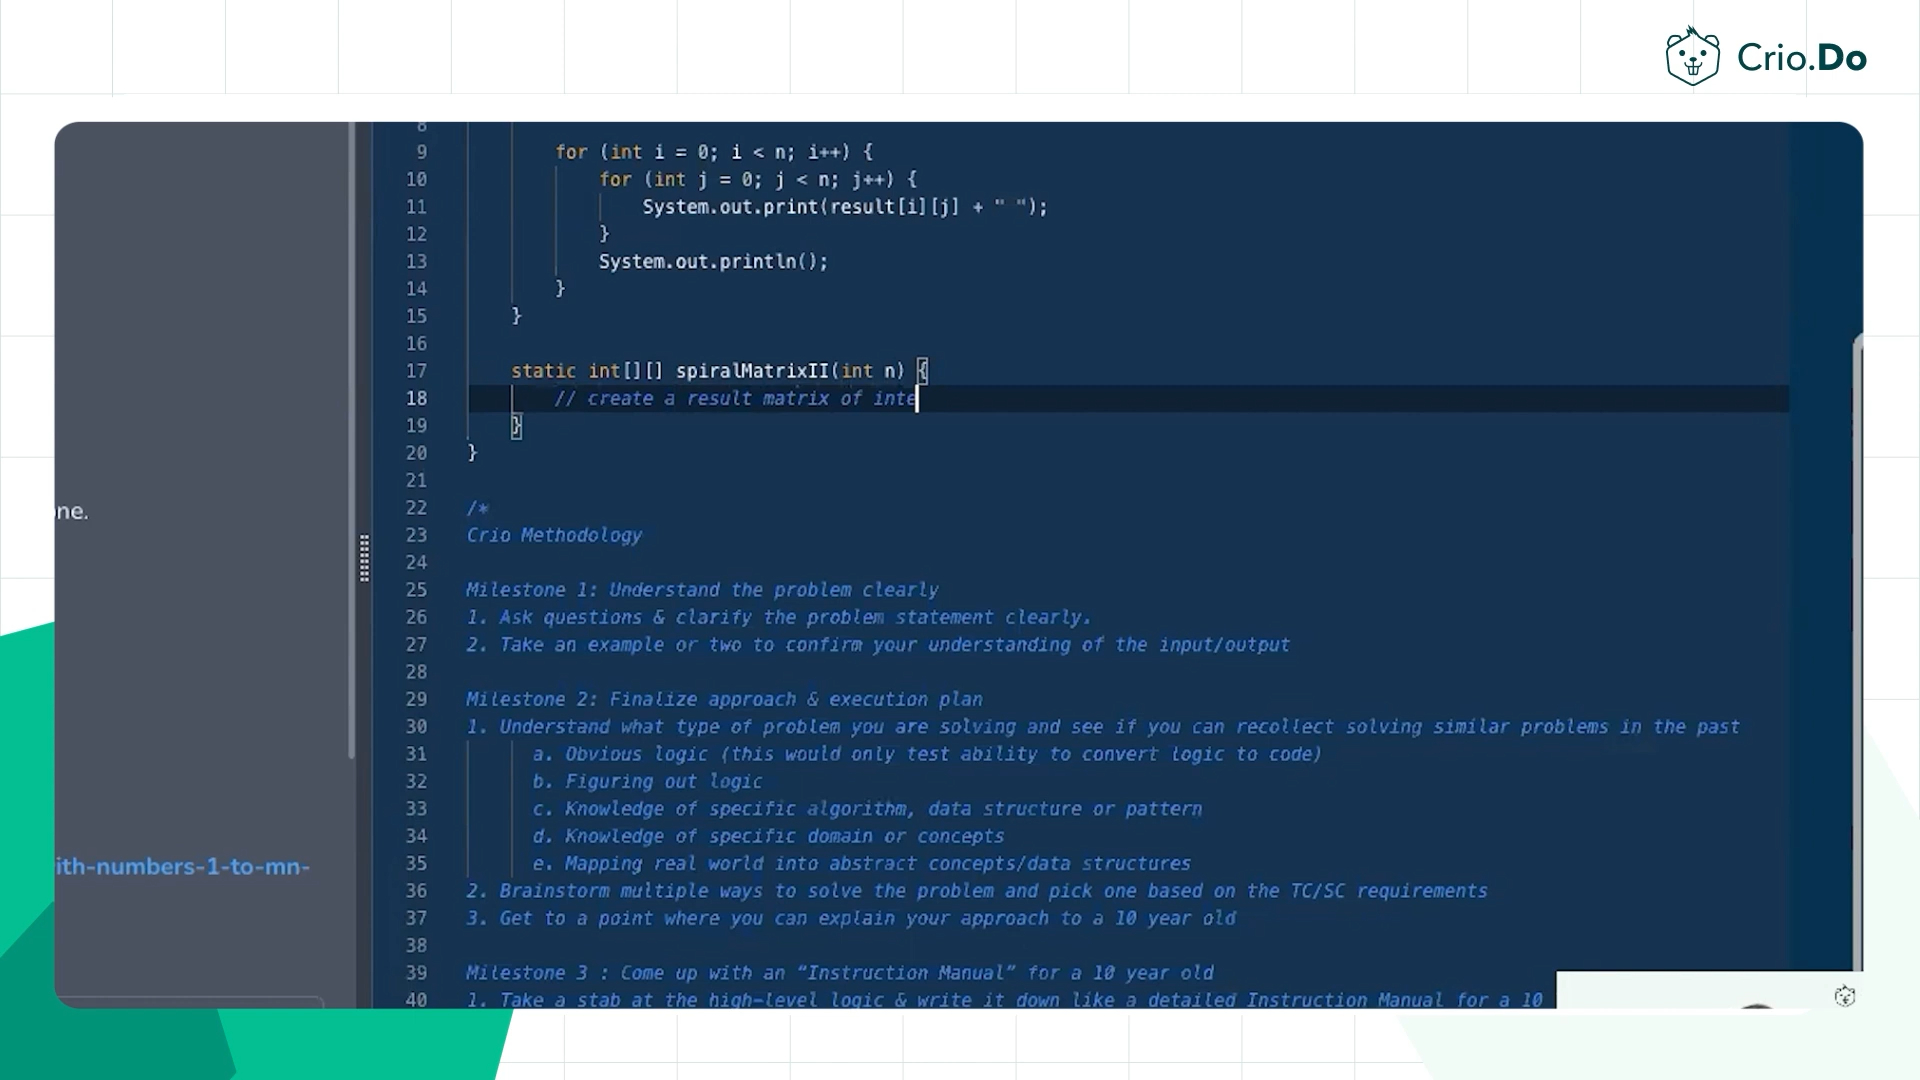 Crio.Do
8
9 for (int i = 0; i < n; i++) {
10 for (int j = 0; j < n; j++) {
11 System.out.print(result[i][j] + " ");
12 }
13 System.out.println();
14 }
15 }
16
17 static int[][] spiralMatrixII(int n) {
18 // create a result matrix of inte
19 }
20 }
21
22 /*
23 Crio Methodology
24
25 Milestone 1: Understand the problem clearly
26 1. Ask questions & clarify the problem statement clearly.
27 2. Take an example or two to confirm your understanding of the input/output
28
29 Milestone 2: Finalize approach & execution plan
30 1. Understand what type of problem you are solving and see if you can recollect solving similar problems in the past
31 a. Obvious logic (this would only test ability to convert logic to code)
32 b. Figuring out logic
33 c. Knowledge of specific algorithm, data structure or pattern
34 d. Knowledge of specific domain or concepts
35 e. Mapping real world into abstract concepts/data structures
36 2. Brainstorm multiple ways to solve the problem and pick one based on the TC/SC requirements
37 3. Get to a point where you can explain your approach to a 10 year old
38
39 Milestone 3 : Come up with an “Instruction Manual” for a 10 year old
40 1. Take a stab at the high-level logic & write it down like a detailed Instruction Manual for a 10
ne.
ith-numbers-1-to-mn-